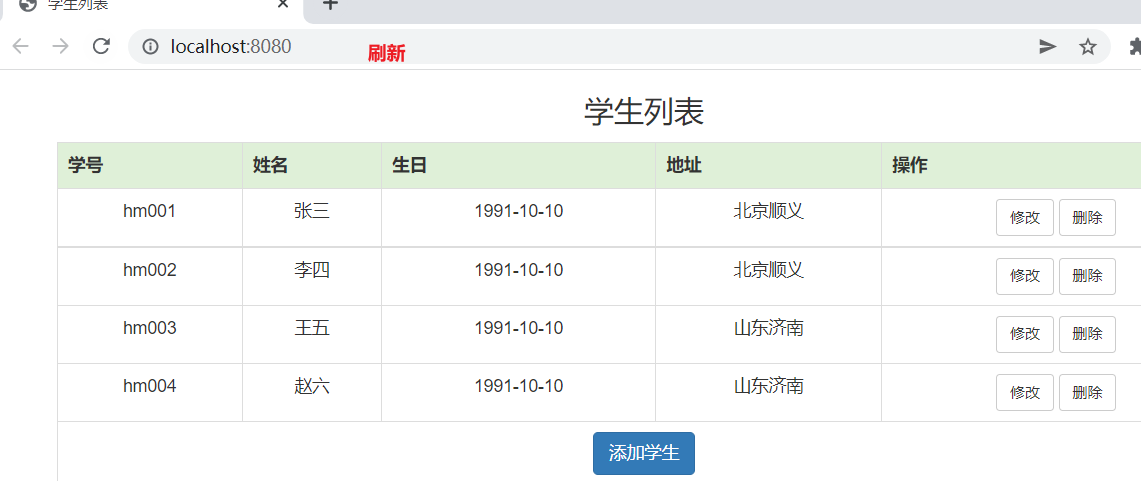 学生列表
localhost:8080
刷新
学生列表
学号 姓名 生日 地址 操作
hm001 张三 1991-10-10 北京顺义 修改 删除
hm002 李四 1991-10-10 北京顺义 修改 删除
hm003 王五 1991-10-10 山东济南 修改 删除
hm004 赵六 1991-10-10 山东济南 修改 删除
添加学生